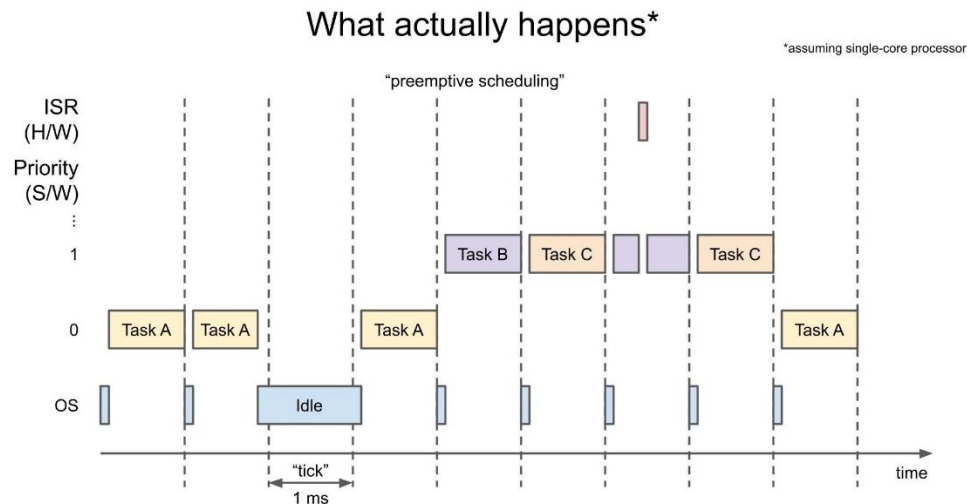 What actually happens*
*assuming single-core processor
“preemptive scheduling”
ISR
(H/W)
Priority
(S/W)
⋮
1
Task B
Task C
Task C
0
Task A
Task A
Task A
Task A
OS
Idle
“tick”
time
1 ms